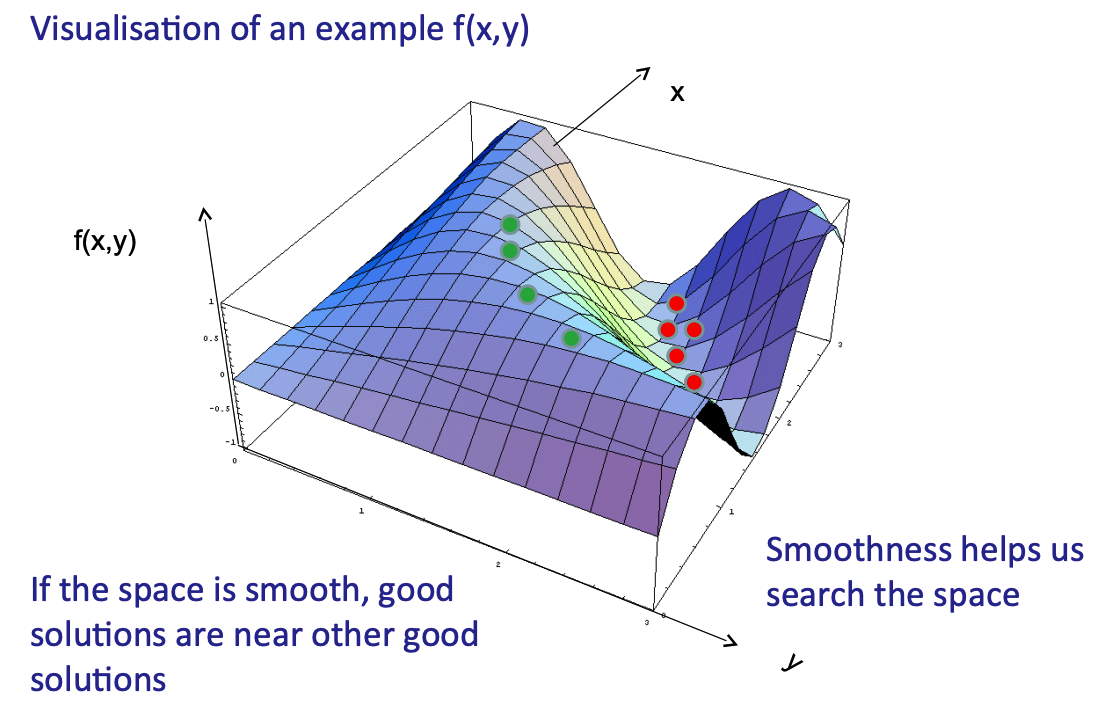 Visualisation of an example f(x,y)
x
f(x,y)
1
0.5
0
-0.5
-1
0
1
2
3
0
1
2
3
y
Smoothness helps us
search the space
If the space is smooth, good
solutions are near other good
solutions